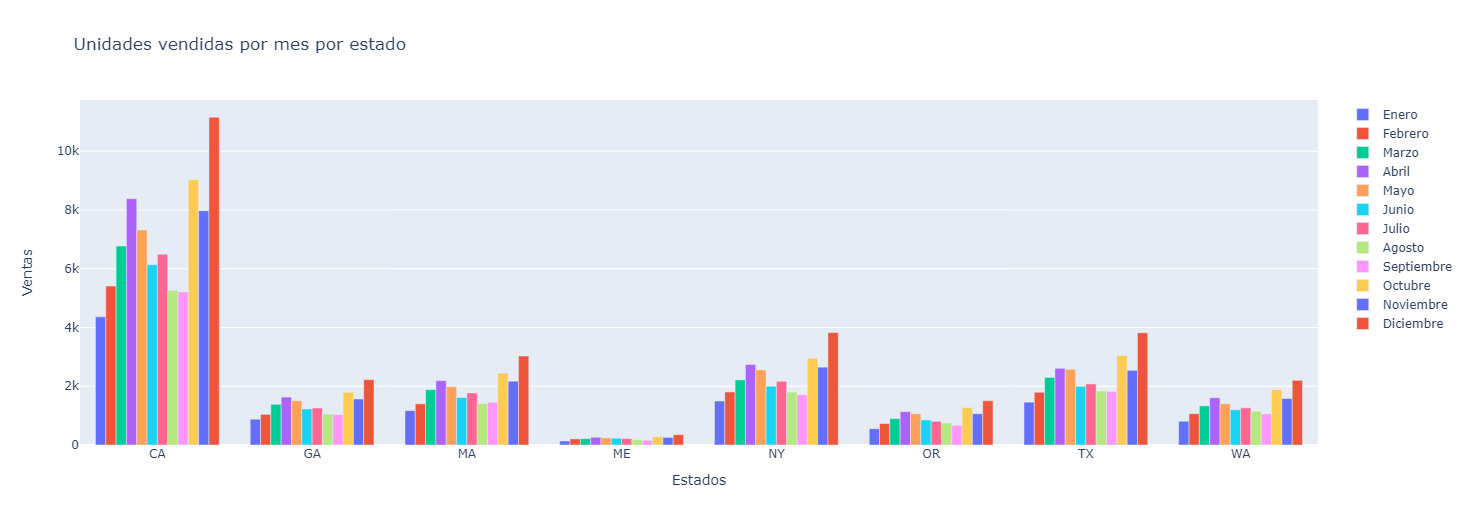 Unidades vendidas por mes por estado
Ventas
10k
8k
6k
4k
2k
0
CA GA MA ME NY OR TX WA
Estados
Enero
Febrero
Marzo
Abril
Mayo
Junio
Julio
Agosto
Septiembre
Octubre
Noviembre
Diciembre